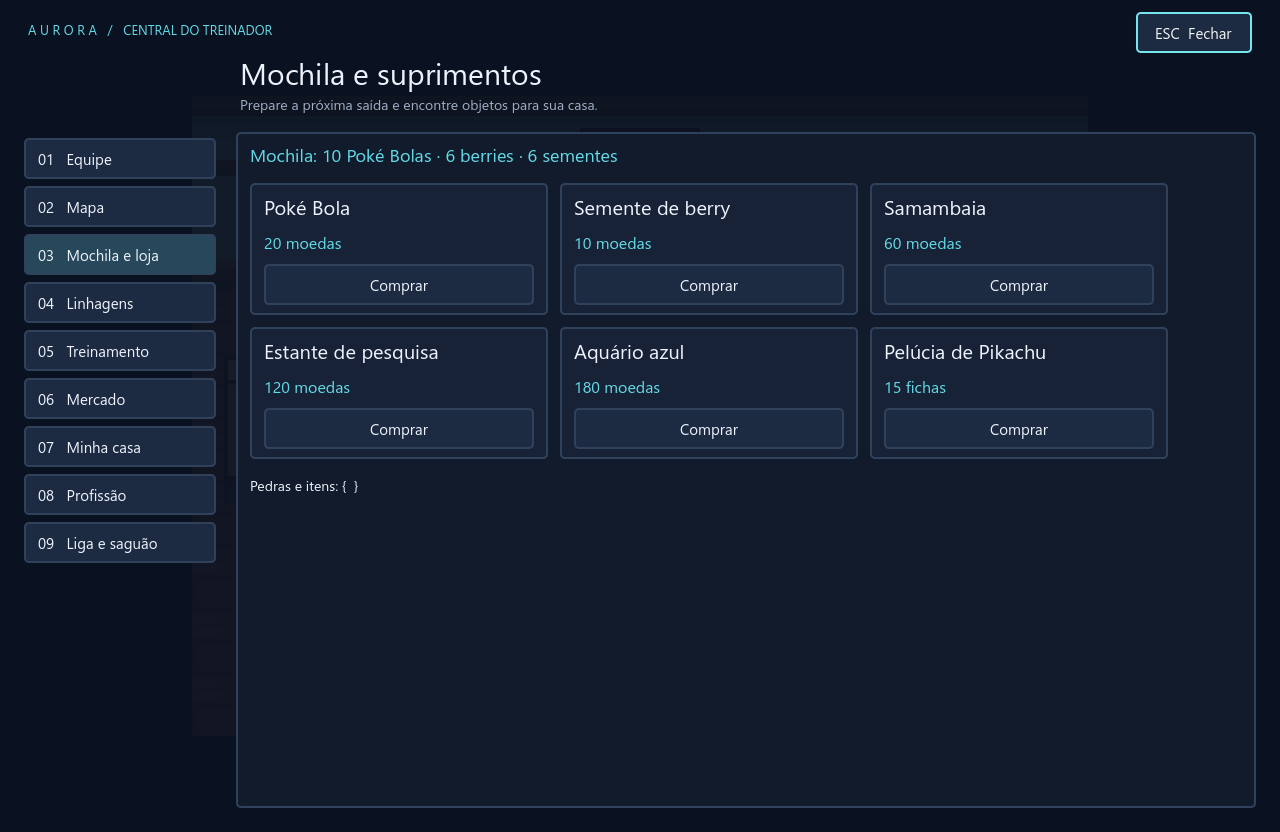 AURORA / CENTRAL DO TREINADOR
ESC Fechar
Mochila e suprimentos
Prepare a próxima saída e encontre objetos para sua casa.
01 Equipe
02 Mapa
03 Mochila e loja
04 Linhagens
05 Treinamento
06 Mercado
07 Minha casa
08 Profissão
09 Liga e saguão
Mochila: 10 Poké Bolas · 6 berries · 6 sementes
Poké Bola
20 moedas
Comprar
Semente de berry
10 moedas
Comprar
Samambaia
60 moedas
Comprar
Estante de pesquisa
120 moedas
Comprar
Aquário azul
180 moedas
Comprar
Pelúcia de Pikachu
15 fichas
Comprar
Pedras e itens: { }